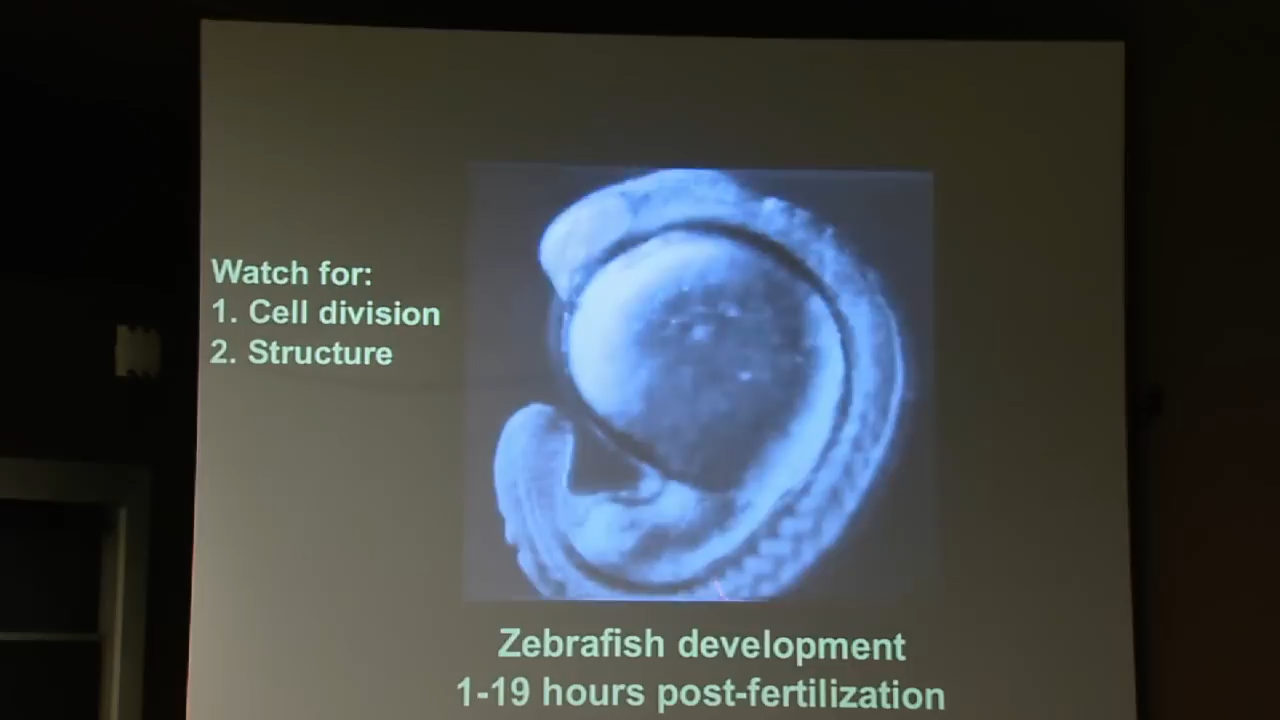 Watch for:
1. Cell division
2. Structure
Zebrafish development
1-19 hours post-fertilization